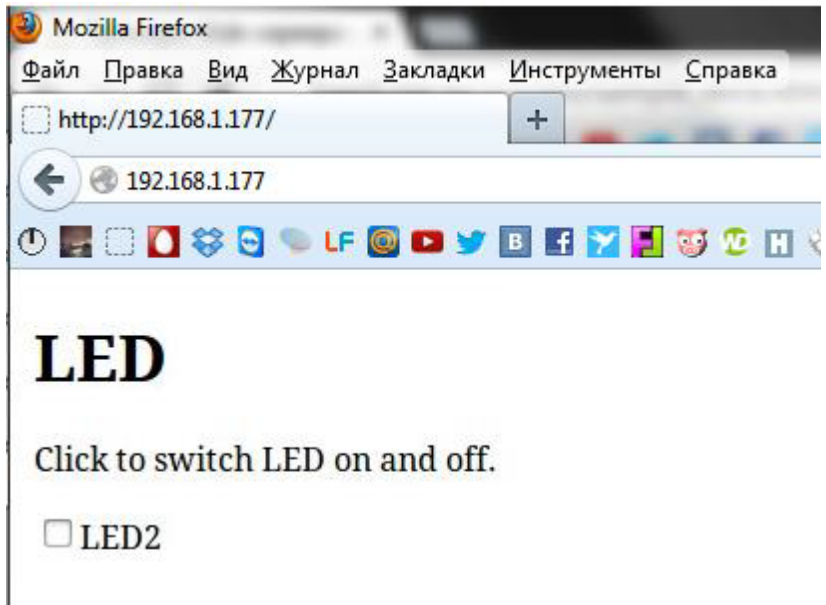 Mozilla Firefox
Файл Правка Вид Журнал Закладки Инструменты Справка
http://192.168.1.177/ +
192.168.1.177
LF B f H
LED
Click to switch LED on and off.
LED2